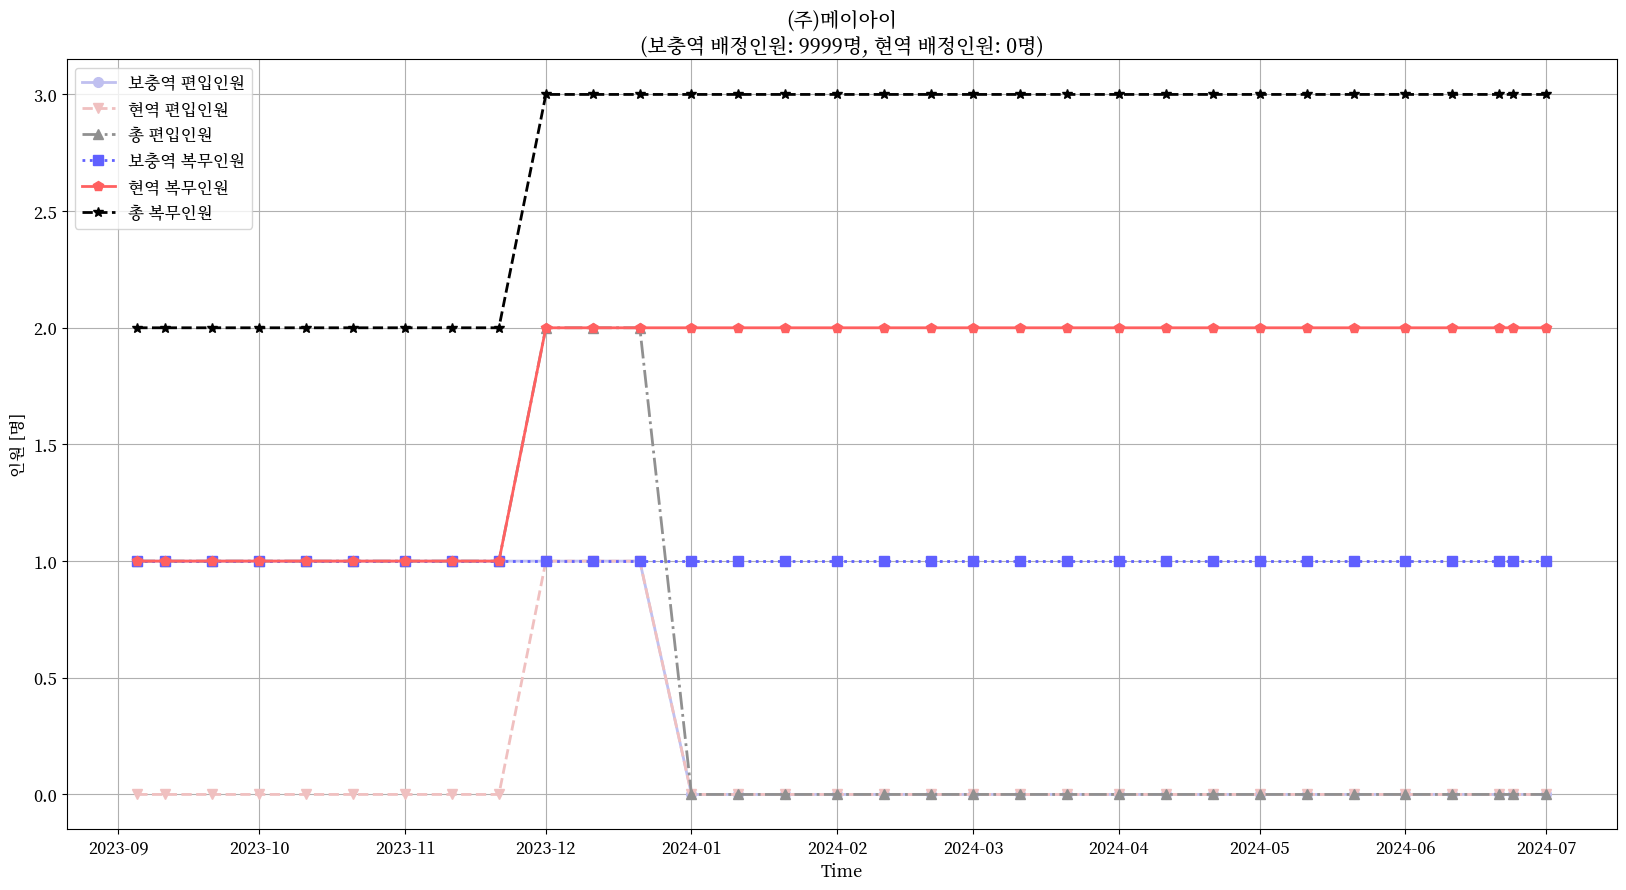 (주)메이아이
(보충역 배정인원: 9999명, 현역 배정인원: 0명)
보충역 편입인원
현역 편입인원
총 편입인원
보충역 복무인원
현역 복무인원
총 복무인원
3.0
2.5
2.0
1.5
1.0
0.5
0.0
인원 [명]
2023-09
2023-10
2023-11
2023-12
2024-01
2024-02
2024-03
2024-04
2024-05
2024-06
2024-07
Time